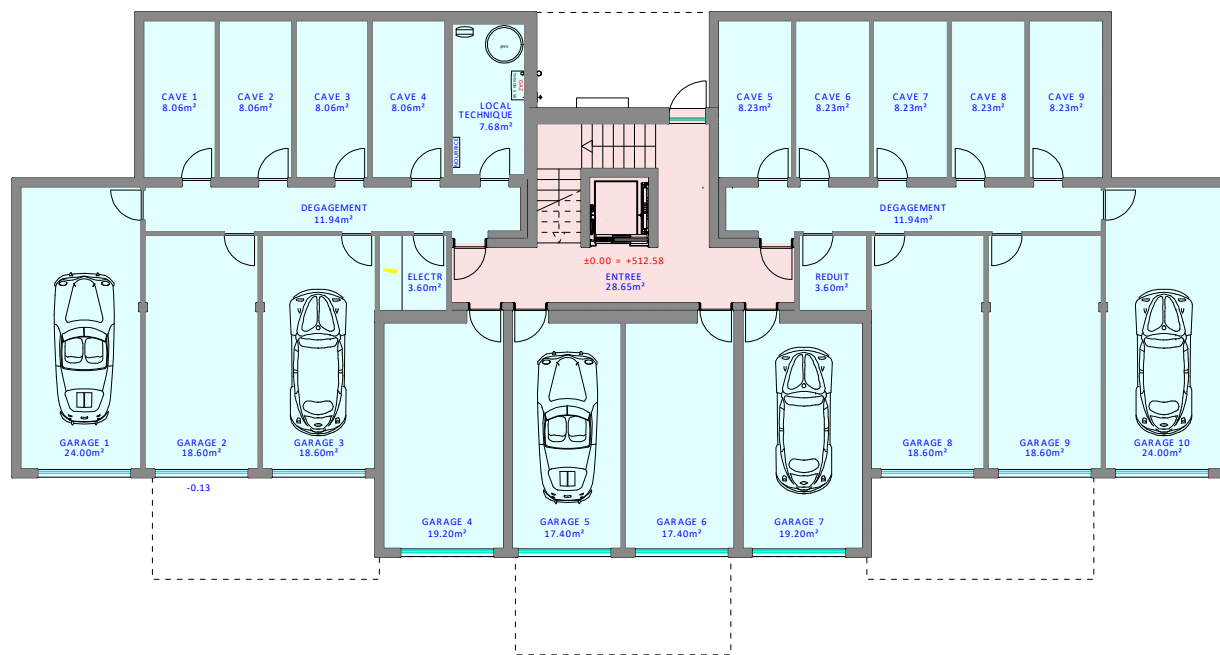 CAVE 1
8.06m²
CAVE 2
8.06m²
CAVE 3
8.06m²
CAVE 4
8.06m²
LOCAL
TECHNIQUE
7.68m²
GAZ
NOURRICE
CAVE 5
8.23m²
CAVE 6
8.23m²
CAVE 7
8.23m²
CAVE 8
8.23m²
CAVE 9
8.23m²
DEGAGEMENT
11.94m²
DEGAGEMENT
11.94m²
ELECTR
3.60m²
±0.00 = +512.58
ENTREE
28.65m²
REDUIT
3.60m²
GARAGE 1
24.00m²
GARAGE 2
18.60m²
GARAGE 3
18.60m²
GARAGE 8
18.60m²
GARAGE 9
18.60m²
GARAGE 10
24.00m²
-0.13
GARAGE 4
19.20m²
GARAGE 5
17.40m²
GARAGE 6
17.40m²
GARAGE 7
19.20m²